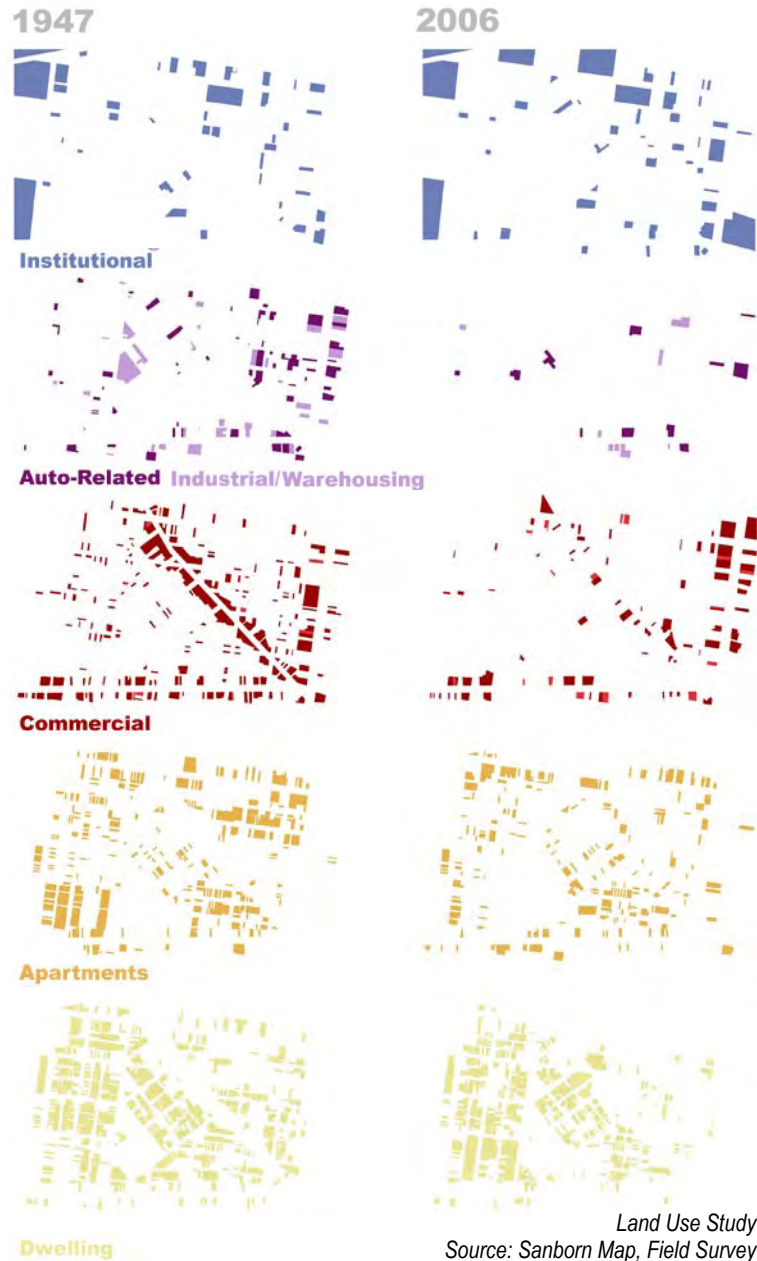 1947 2006
Institutional
Auto-Related Industrial/Warehousing
Commercial
Apartments
Dwelling
Land Use Study
Source: Sanborn Map, Field Survey